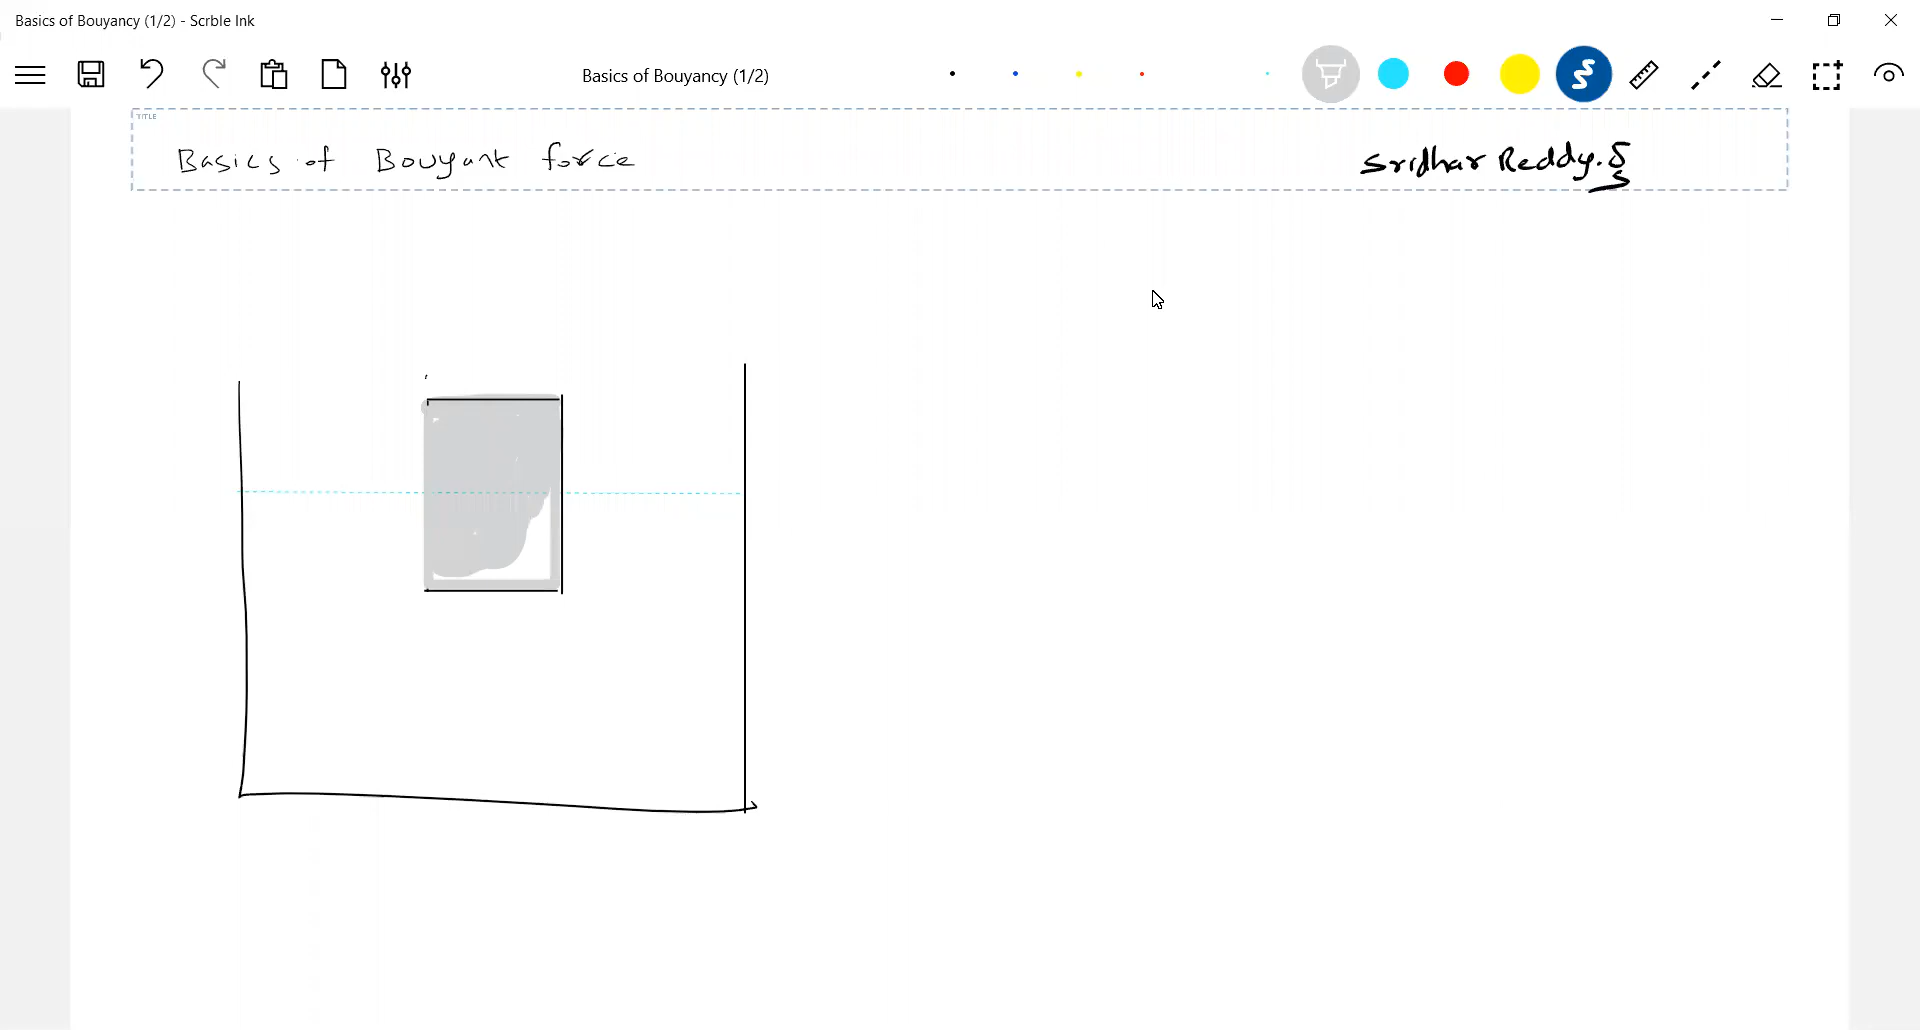 Basics of Bouyancy (1/2) - Scrble Ink
Basics of Bouyancy (1/2)
TITLE
Basics of Bouyant force
Sridhar Reddy.S